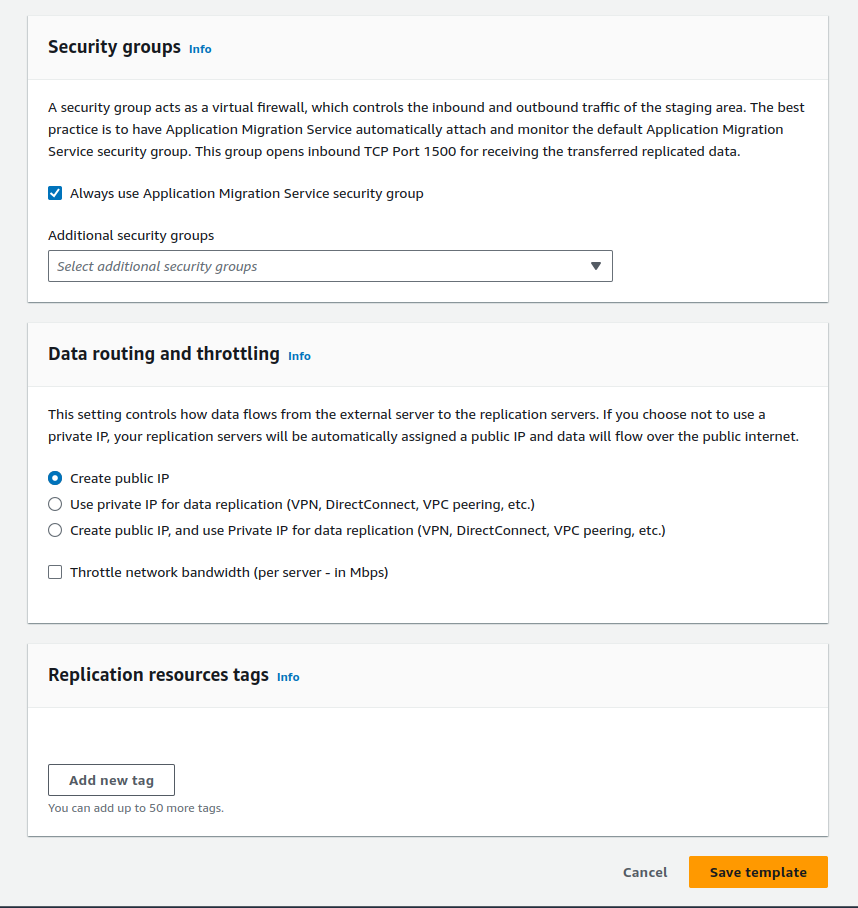 Security groups Info
A security group acts as a virtual firewall, which controls the inbound and outbound traffic of the staging area. The best
practice is to have Application Migration Service automatically attach and monitor the default Application Migration
Service security group. This group opens inbound TCP Port 1500 for receiving the transferred replicated data.
Always use Application Migration Service security group
Additional security groups
Select additional security groups
Data routing and throttling Info
This setting controls how data flows from the external server to the replication servers. If you choose not to use a
private IP, your replication servers will be automatically assigned a public IP and data will flow over the public internet.
Create public IP
Use private IP for data replication (VPN, DirectConnect, VPC peering, etc.)
Create public IP, and use Private IP for data replication (VPN, DirectConnect, VPC peering, etc.)
Throttle network bandwidth (per server - in Mbps)
Replication resources tags Info
Add new tag
You can add up to 50 more tags.
Cancel Save template